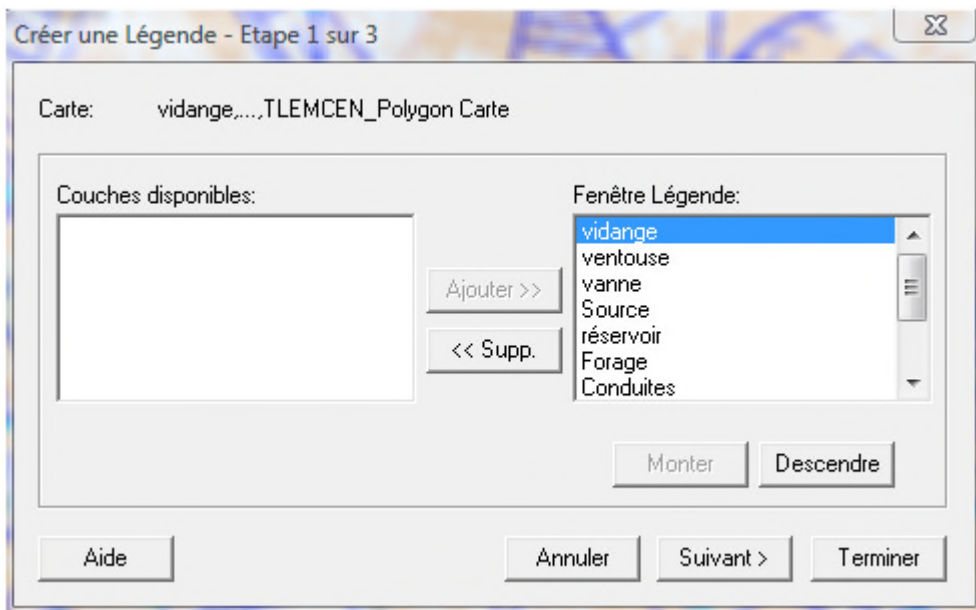 Créer une Légende - Etape 1 sur 3
Carte: vidange,...,TLEMCEN_Polygon Carte
Couches disponibles:
Fenêtre Légende:
vidange
ventouse
vanne
Source
réservoir
Forage
Conduites
Ajouter >>
<< Supp.
Monter
Descendre
Aide
Annuler
Suivant >
Terminer